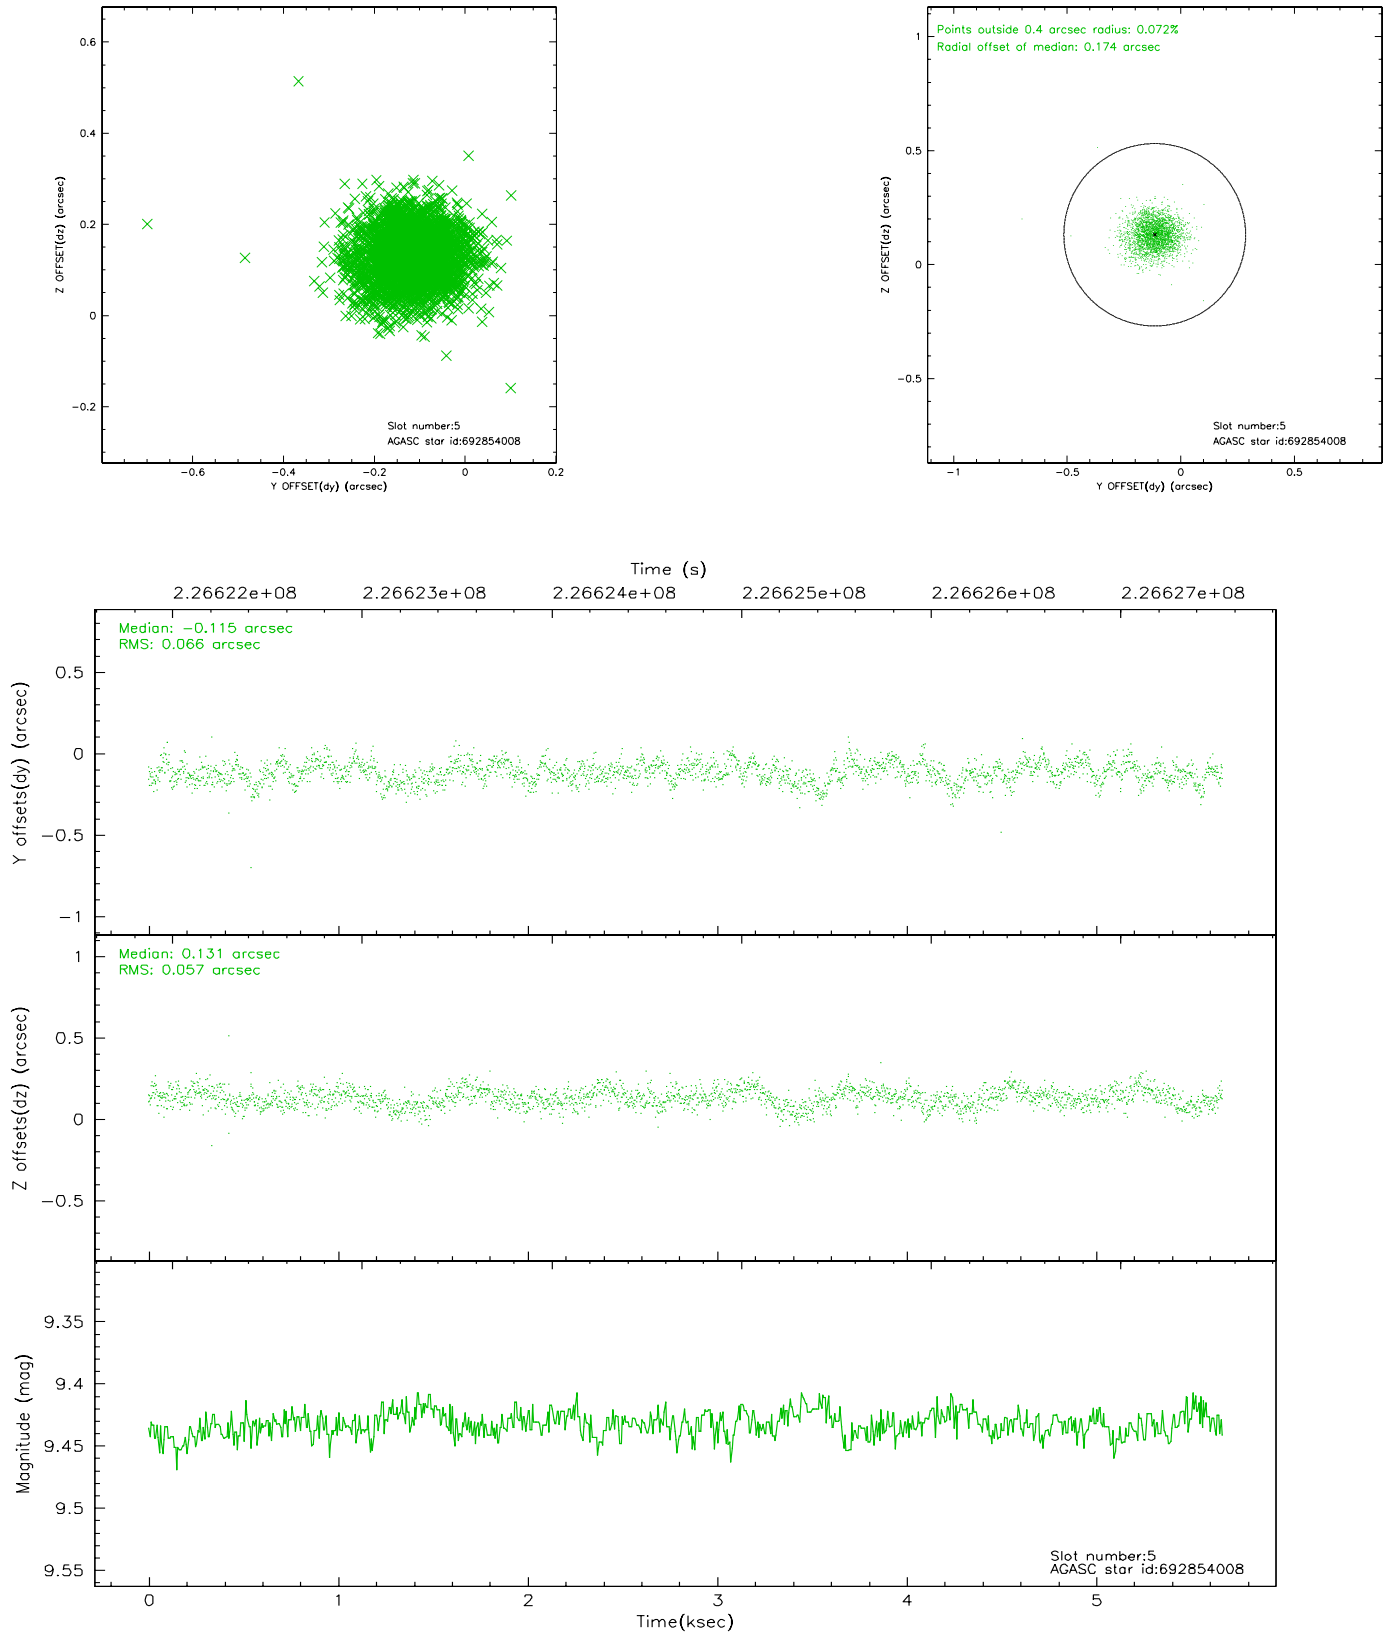 0.6
0.4
0.2
0
−0.2
Z OFFSET(dz) (arcsec)
Slot number:5
AGASC star id:692854008
−0.6 −0.4 −0.2 0 0.2
Y OFFSET(dy) (arcsec)
Points outside 0.4 arcsec radius: 0.072%
Radial offset of median: 0.174 arcsec
1
0.5
0
−0.5
Z OFFSET(dz) (arcsec)
Slot number:5
AGASC star id:692854008
−1 −0.5 0 0.5
Y OFFSET(dy) (arcsec)
Time (s)
2.26622e+08 2.26623e+08 2.26624e+08 2.26625e+08 2.26626e+08 2.26627e+08
Median: −0.115 arcsec
RMS: 0.066 arcsec
0.5
0
−0.5
−1
Y offsets(dy) (arcsec)
Median: 0.131 arcsec
RMS: 0.057 arcsec
1
0.5
0
−0.5
Z offsets(dz) (arcsec)
9.35
9.4
9.45
9.5
9.55
Magnitude (mag)
Slot number:5
AGASC star id:692854008
0 1 2 3 4 5
Time(ksec)